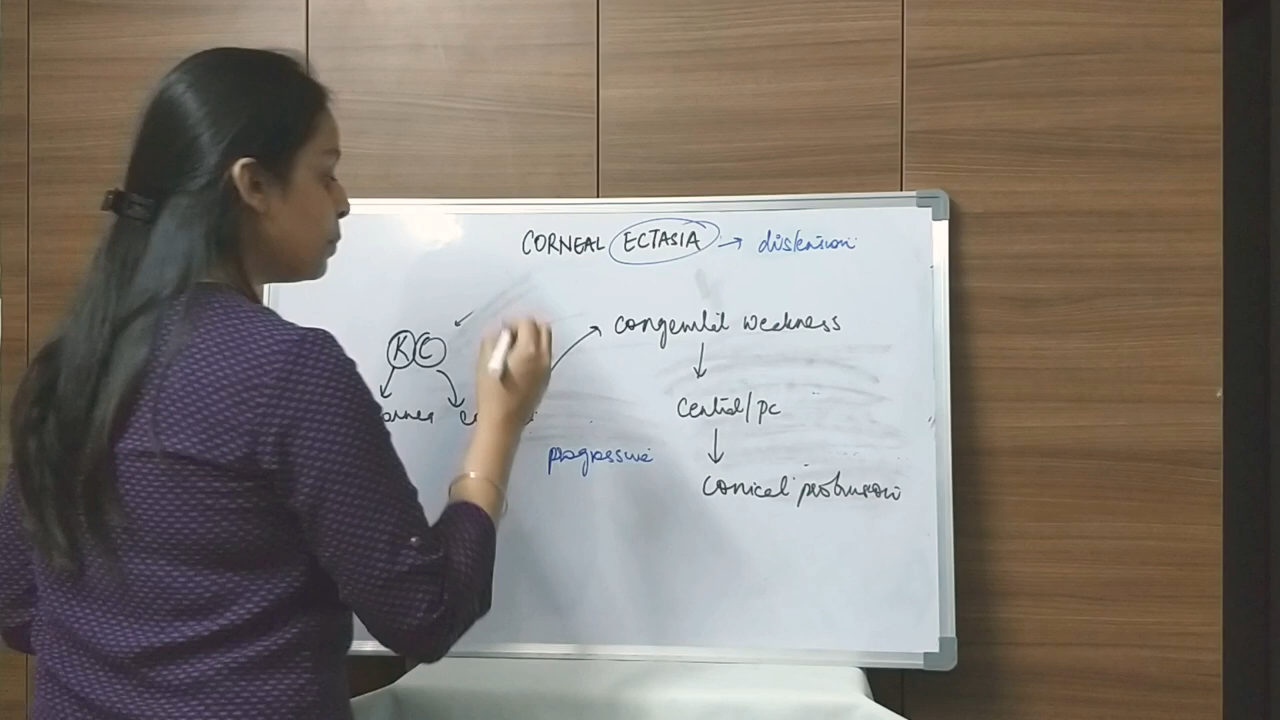 CORNEAL ECTASIA → distension
congenital weakness
KC
central/pc
progressive
conical protrusion